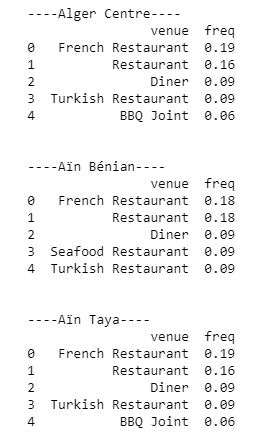 ----Alger Centre----
venue freq
0 French Restaurant 0.19
1 Restaurant 0.16
2 Diner 0.09
3 Turkish Restaurant 0.09
4 BBQ Joint 0.06
----Aïn Bénian----
venue freq
0 French Restaurant 0.18
1 Restaurant 0.18
2 Diner 0.09
3 Seafood Restaurant 0.09
4 Turkish Restaurant 0.09
----Aïn Taya----
venue freq
0 French Restaurant 0.19
1 Restaurant 0.16
2 Diner 0.09
3 Turkish Restaurant 0.09
4 BBQ Joint 0.06